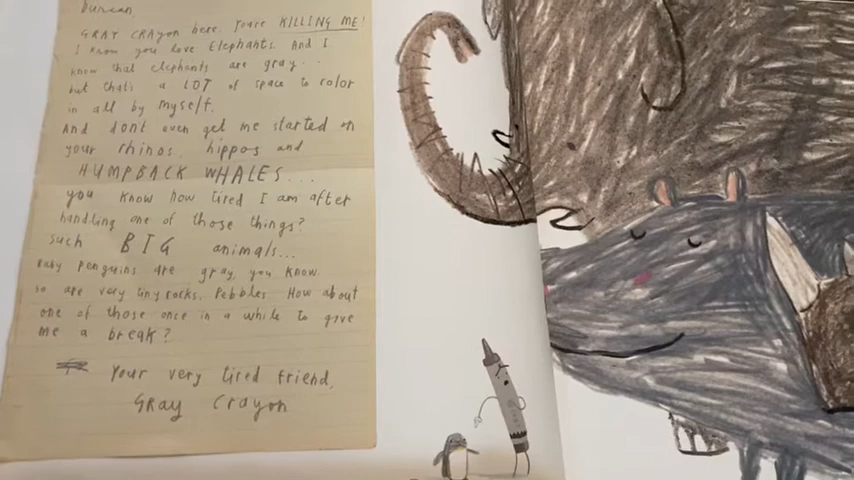 Duncan,
GRAY CRAYON here. You're KILLING ME!
I know you love Elephants. And I
know that elephants are gray..
but that's a LOT of space to color
in all by myself.
And don't even get me started on
your rhinos, hippos and
HUMPBACK WHALES...
you know how tired I am after
handling one of those things?
such BIG animals...
Baby penguins are gray, you know.
so are very tiny rocks. Pebbles. How about
one of those once in a while to give
me a break?
Your very tired friend,
Gray Crayon